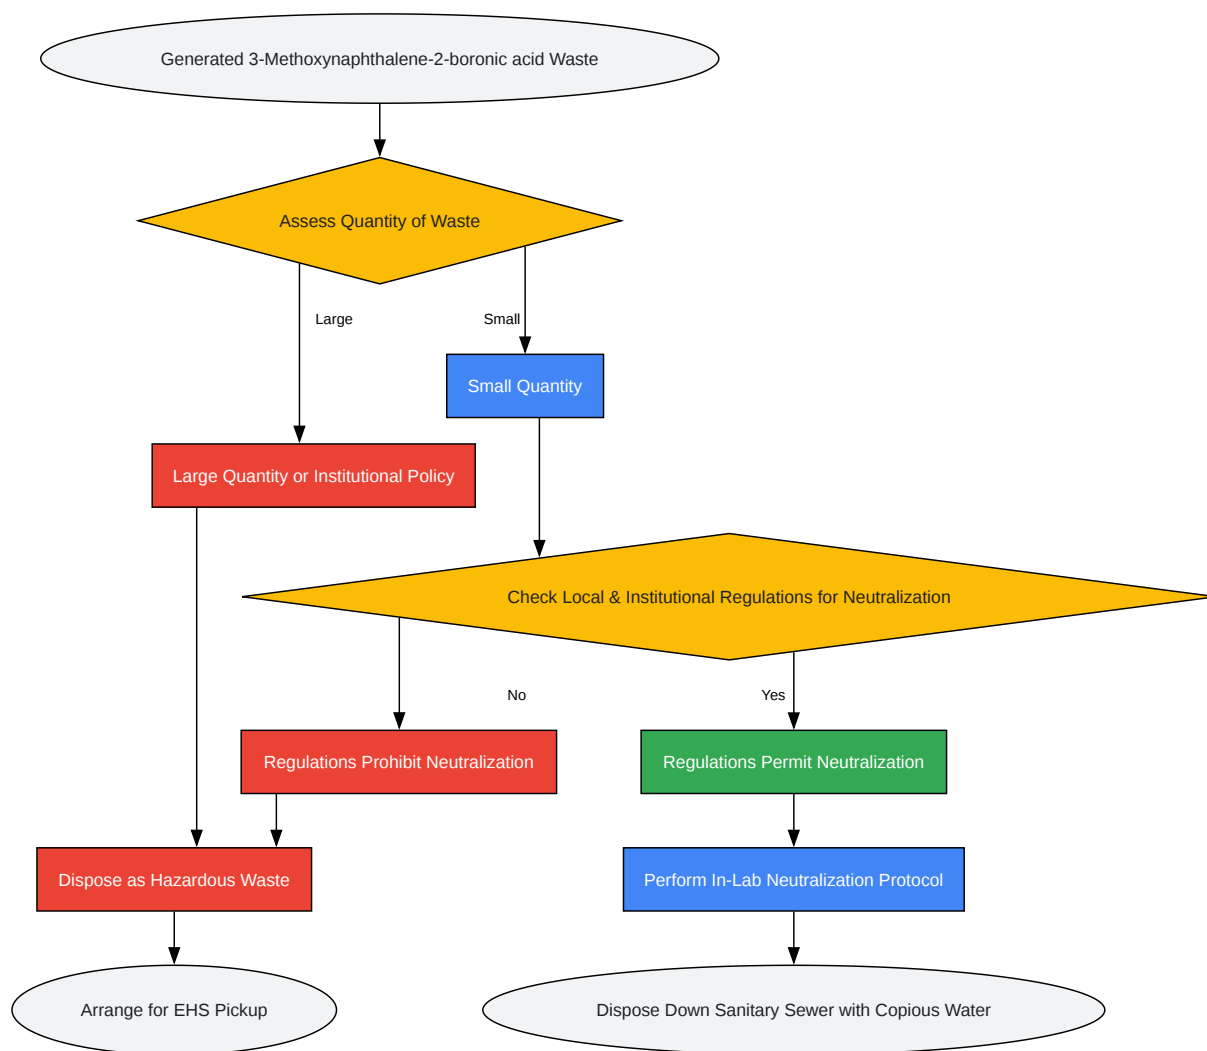 Generated 3-Methoxynaphthalene-2-boronic acid Waste
Assess Quantity of Waste
Large
Small
Small Quantity
Large Quantity or Institutional Policy
Check Local & Institutional Regulations for Neutralization
No
Yes
Regulations Prohibit Neutralization
Regulations Permit Neutralization
Dispose as Hazardous Waste
Perform In-Lab Neutralization Protocol
Arrange for EHS Pickup
Dispose Down Sanitary Sewer with Copious Water